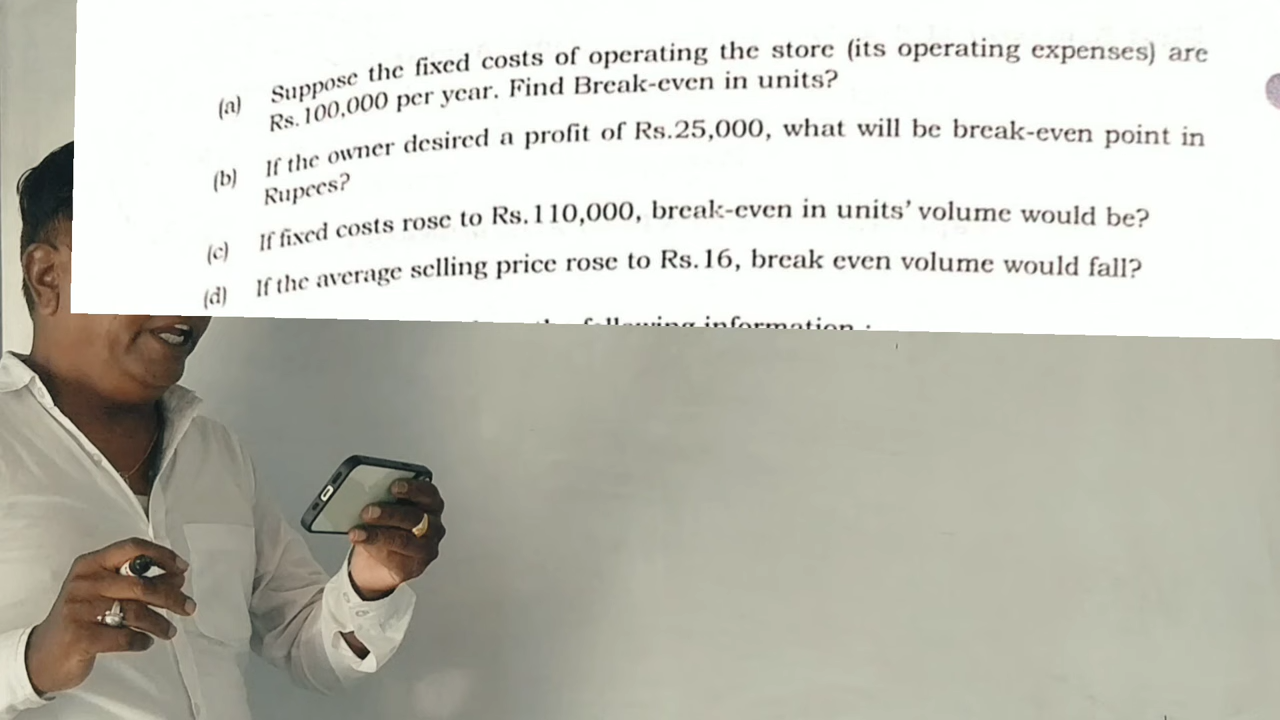 (a) Suppose the fixed costs of operating the store (its operating expenses) are
Rs.100,000 per year. Find Break-even in units?
(b) If the owner desired a profit of Rs.25,000, what will be break-even point in
Rupees?
(c) If fixed costs rose to Rs.110,000, break-even in units' volume would be?
(d) If the average selling price rose to Rs.16, break even volume would fall?
following information :